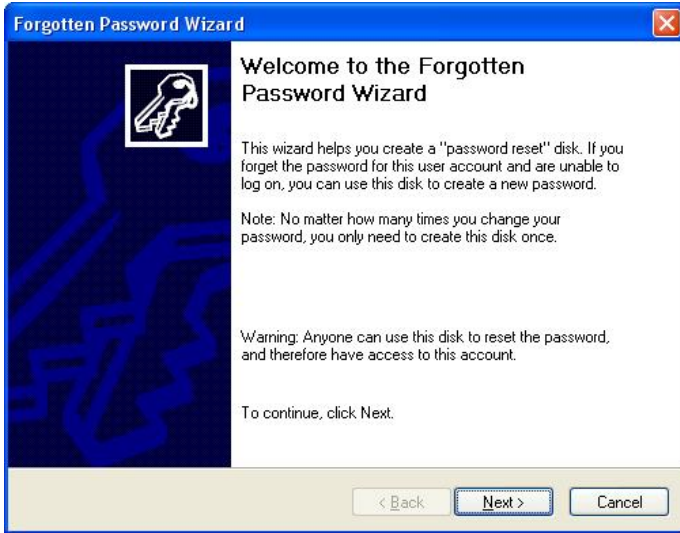 Forgotten Password Wizard
Welcome to the Forgotten
Password Wizard
This wizard helps you create a "password reset" disk. If you
forget the password for this user account and are unable to
log on, you can use this disk to create a new password.
Note: No matter how many times you change your
password, you only need to create this disk once.
Warning: Anyone can use this disk to reset the password,
and therefore have access to this account.
To continue, click Next.
< Back Next > Cancel